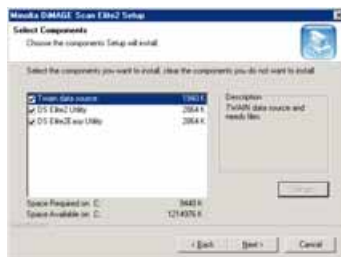 Minolta DiMAGE Scan Elite2 Setup
Select Components
Choose the components Setup will install.
Select the components you want to install, clear the components you do not want to install.
Twain data source
DS Elite2 Utility 2864 K
DS Elite2Easy Utility 2864 K
Description
TWAIN data source and needs files.
Space Required on C:
Space Available on C:
< Back Next > Cancel